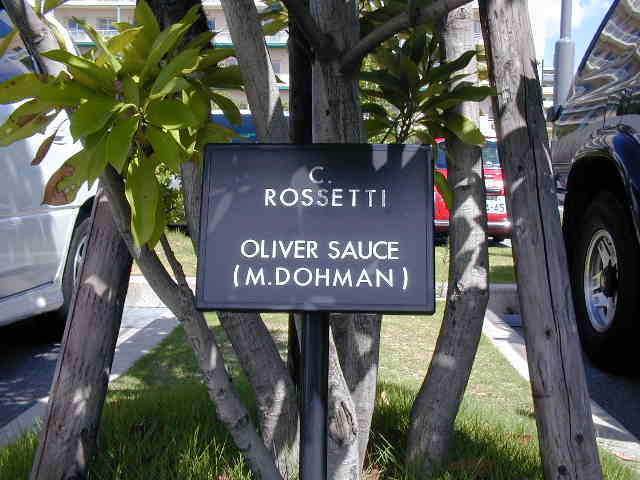 C.
ROSSETTI
OLIVER SAUCE
(M.DOHMAN)